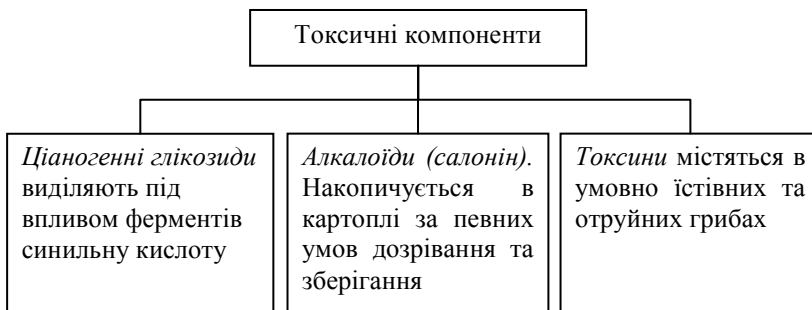 Токсичні компоненти
Ціаногенні глікозиди
виділяють під
впливом ферментів
синильну кислоту
Алкалоїди (салонін).
Накопичується в
картоплі за певних
умов дозрівання та
зберігання
Токсини містяться в
умовно їстівних та
отруйних грибах